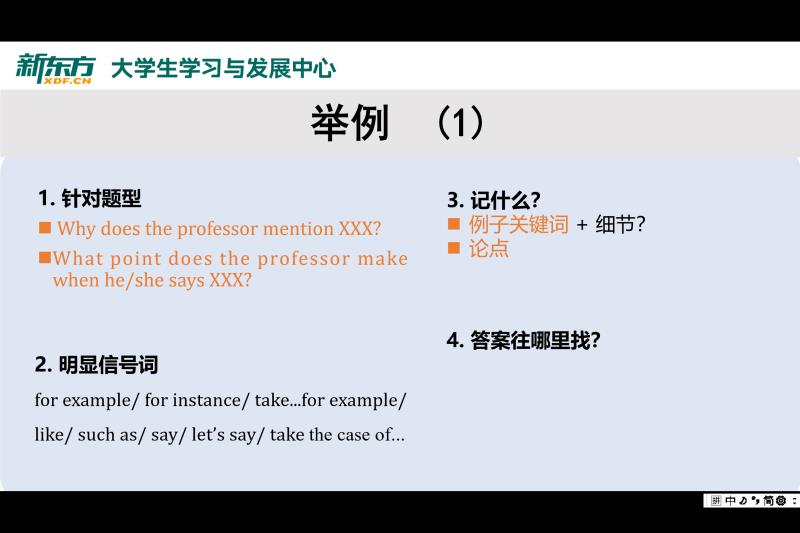 新东方 大学生学习与发展中心
XDF.CN
举例 （1）
1. 针对题型
Why does the professor mention XXX?
What point does the professor make
when he/she says XXX?
2. 明显信号词
for example/ for instance/ take...for example/
like/ such as/ say/ let’s say/ take the case of…
3. 记什么?
例子关键词 + 细节?
论点
4. 答案往哪里找?
拼 中 简